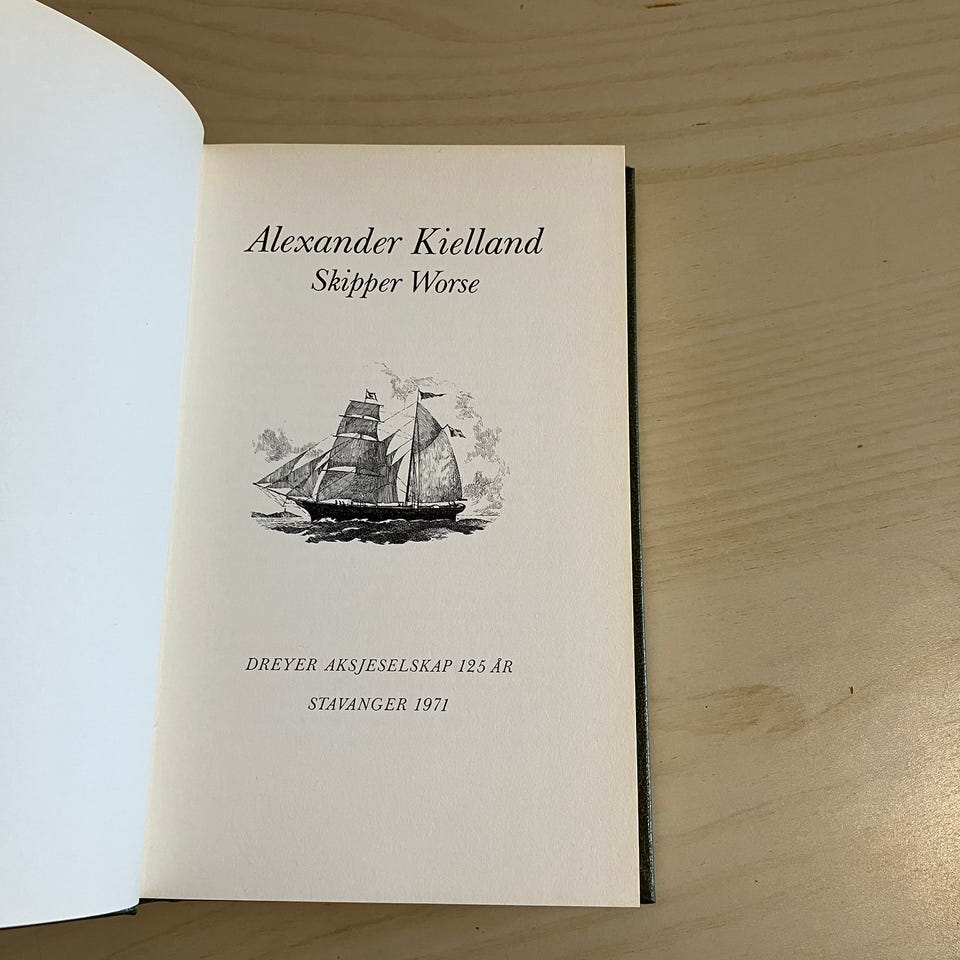 Alexander Kielland
Skipper Worse
DREYER AKSJESELSKAP 125 ÅR
STAVANGER 1971